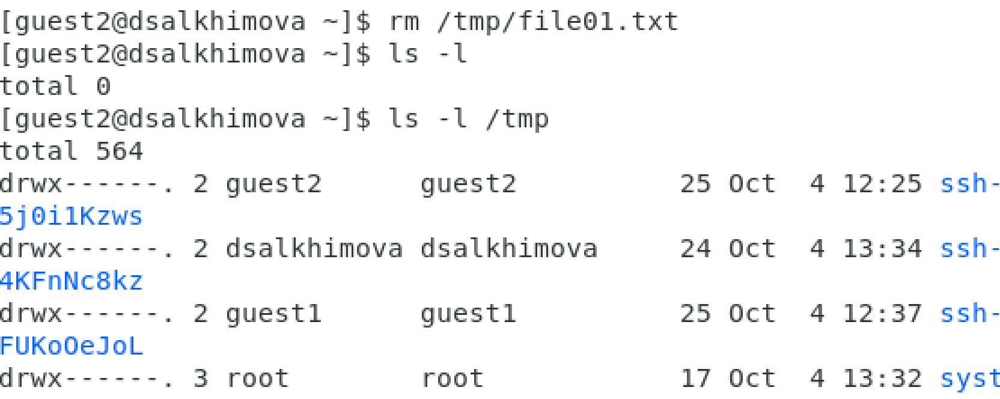 [guest2@dsalkhimova ~]$ rm /tmp/file01.txt
[guest2@dsalkhimova ~]$ ls -l
total 0
[guest2@dsalkhimova ~]$ ls -l /tmp
total 564
drwx------. 2 guest2      guest2          25 Oct  4 12:25 ssh-
5j0i1Kzws
drwx------. 2 dsalkhimova dsalkhimova     24 Oct  4 13:34 ssh-
4KFnNc8kz
drwx------. 2 guest1      guest1          25 Oct  4 12:37 ssh-
FUKoOeJoL
drwx------. 3 root        root            17 Oct  4 13:32 syst